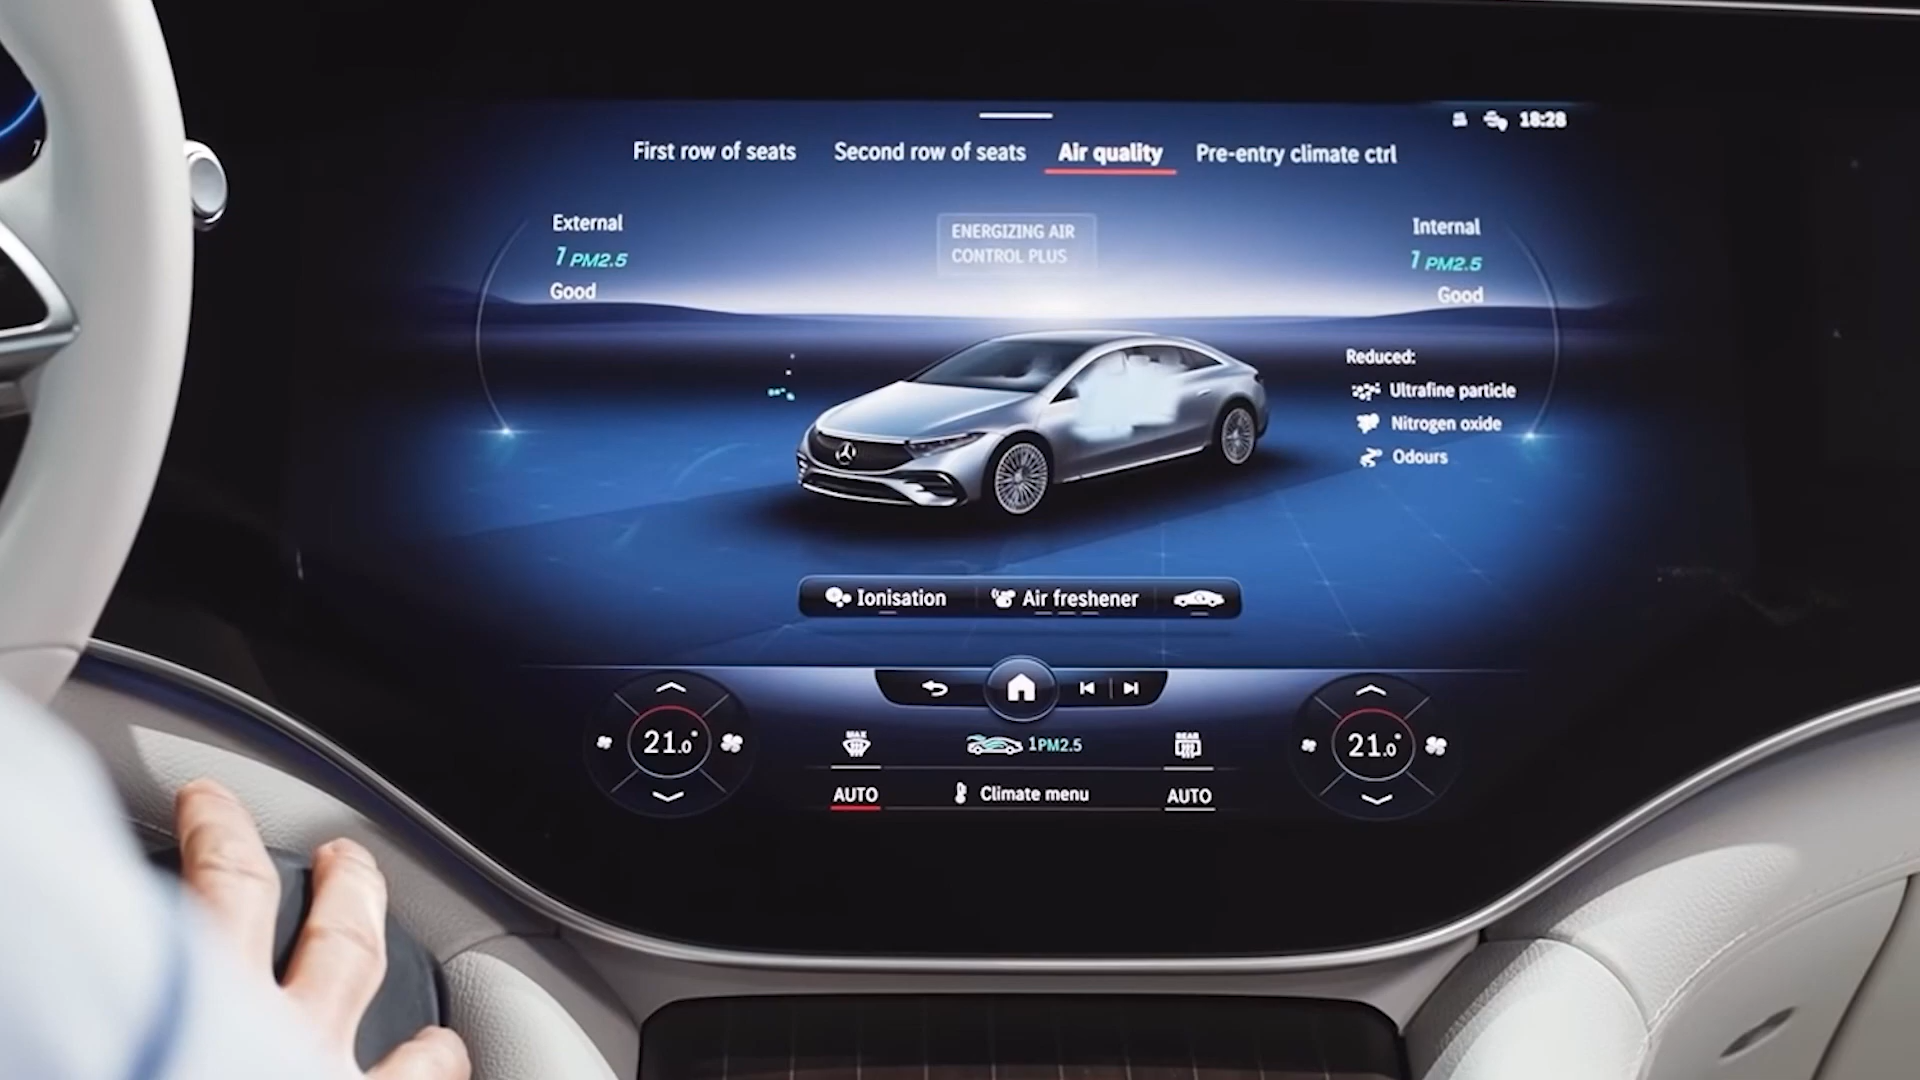 18:28
First row of seats
Second row of seats
Air quality
Pre-entry climate ctrl
External
1 PM2.5
Good
ENERGIZING AIR
CONTROL PLUS
Internal
1 PM2.5
Good
Reduced:
Ultrafine particle
Nitrogen oxide
Odours
Ionisation
Air freshener
21.0°
MAX
1PM2.5
REAR
21.0°
AUTO
Climate menu
AUTO